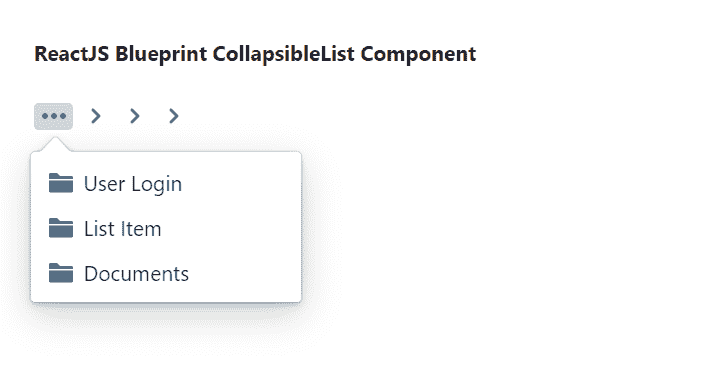 ReactJS Blueprint CollapsibleList Component
User Login
List Item
Documents